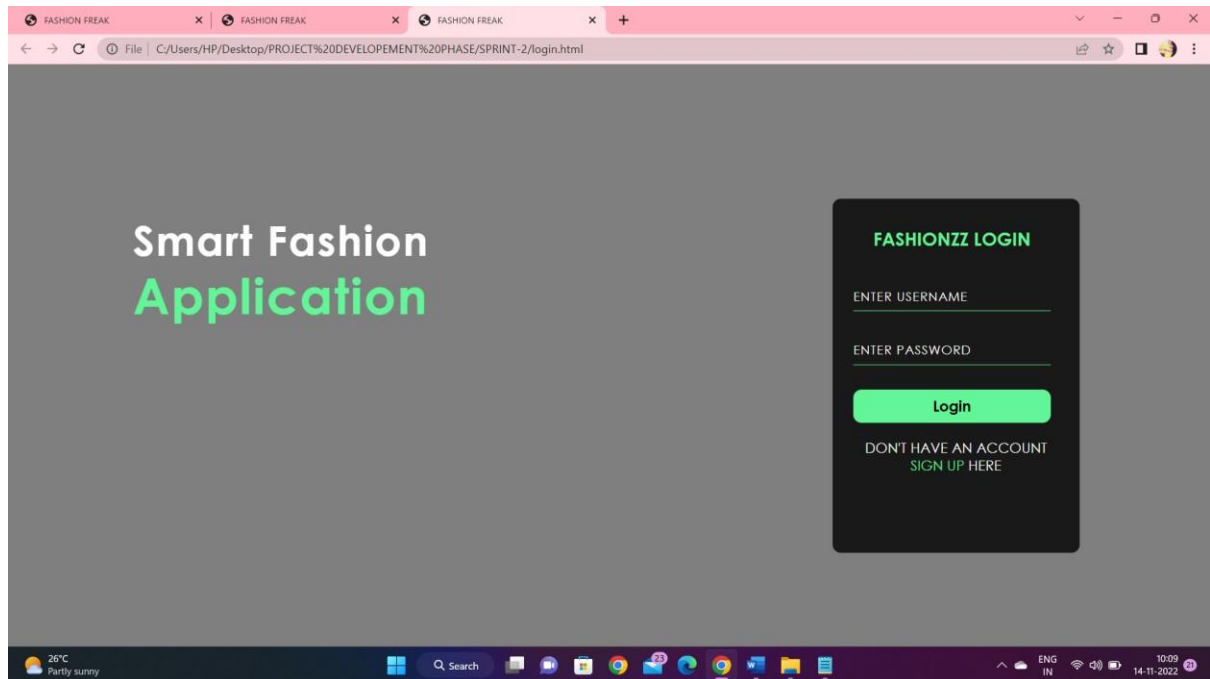 FASHION FREAK
FASHION FREAK
FASHION FREAK
File | C:/Users/HP/Desktop/PROJECT%20DEVELOPEMENT%20PHASE/SPRINT-2/login.html
Smart Fashion
Application
FASHIONZZ LOGIN
ENTER USERNAME
ENTER PASSWORD
Login
DON'T HAVE AN ACCOUNT
SIGN UP HERE
26°C
Partly sunny
Search
23
ENG
IN
10:09
14-11-2022
21